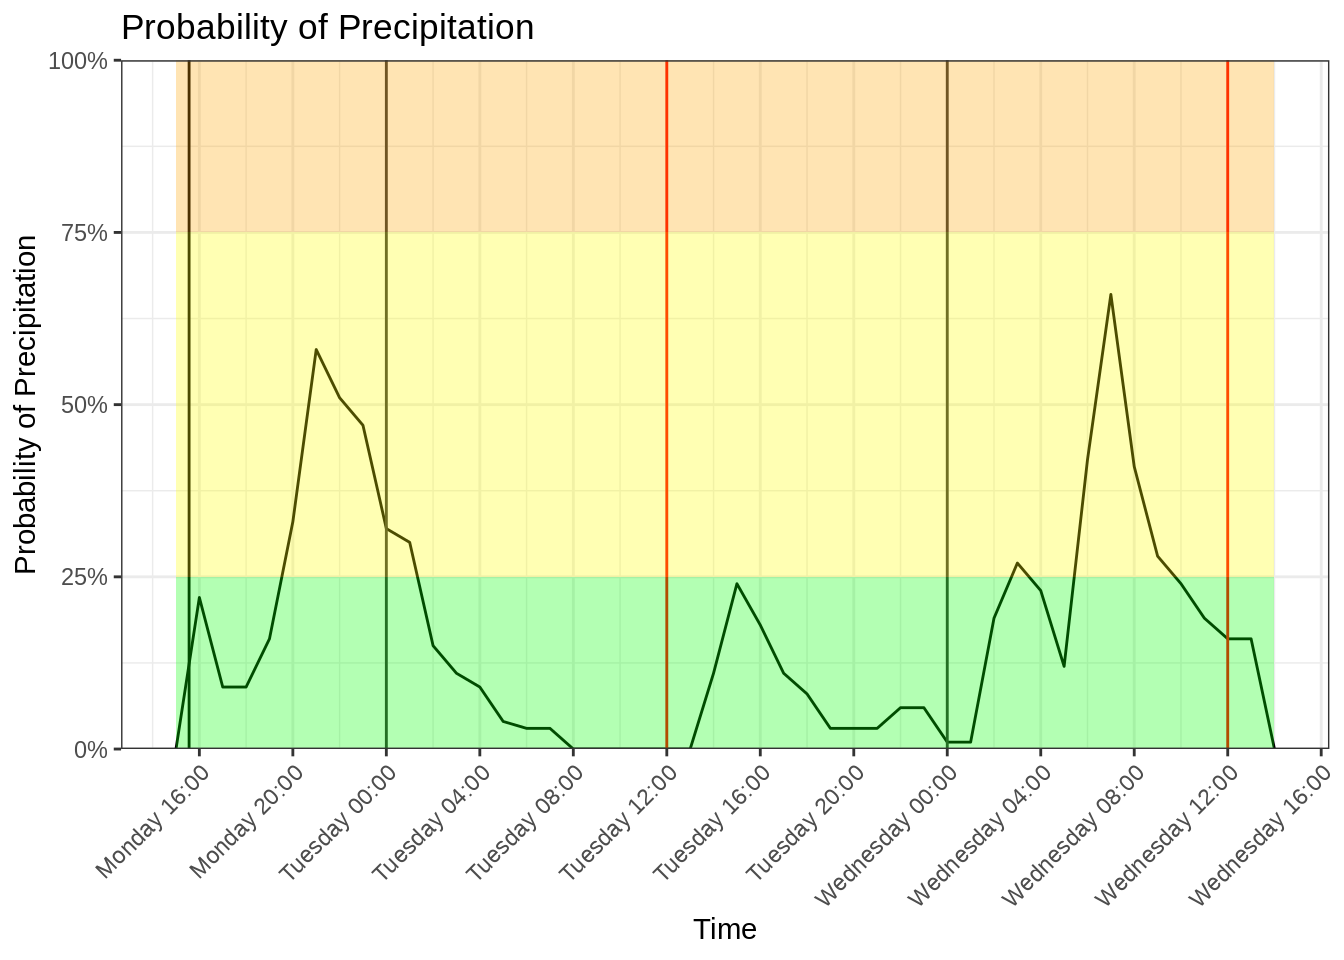 Probability of Precipitation
Probability of Precipitation
100%
75%
50%
25%
0%
Monday 16:00
Monday 20:00
Tuesday 00:00
Tuesday 04:00
Tuesday 08:00
Tuesday 12:00
Tuesday 16:00
Tuesday 20:00
Wednesday 00:00
Wednesday 04:00
Wednesday 08:00
Wednesday 12:00
Wednesday 16:00
Time